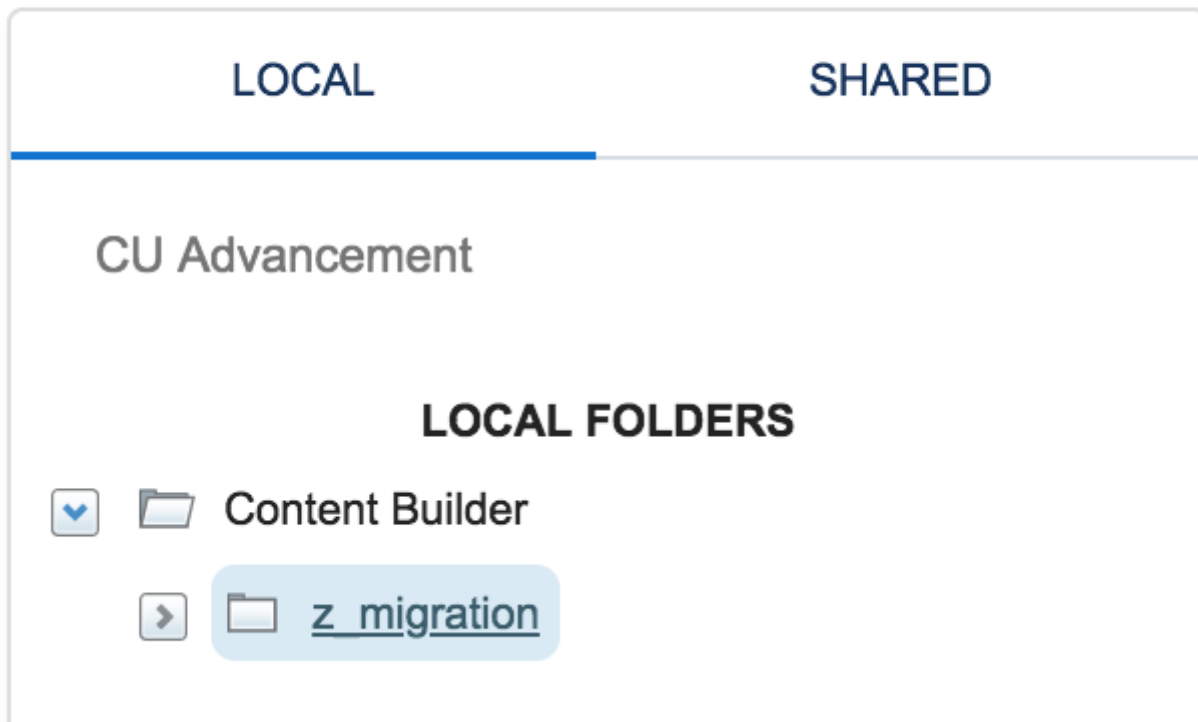 LOCAL SHARED
CU Advancement
LOCAL FOLDERS
Content Builder
z_migration